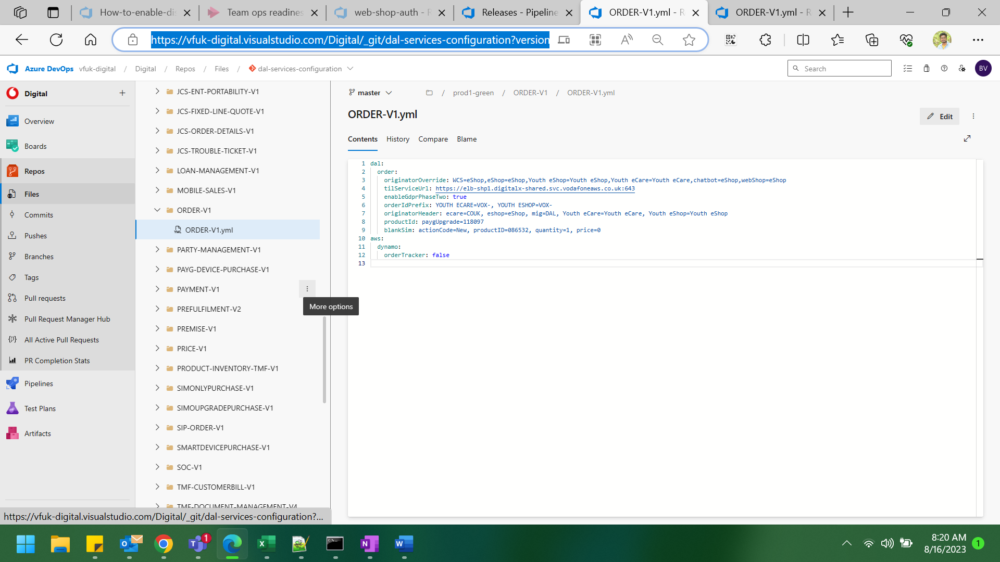 How-to-enable-dis
Team ops readines
web-shop-auth - R
Releases - Pipeline
ORDER-V1.yml - R
ORDER-V1.yml - R
https://vfuk-digital.visualstudio.com/Digital/_git/dal-services-configuration?version
Azure DevOps vfuk-digital / Digital / Repos / Files / dal-services-configuration
Search
BV
Digital
Overview
Boards
Repos
Files
Commits
Pushes
Branches
Tags
Pull requests
Pull Request Manager Hub
All Active Pull Requests
PR Completion Stats
Pipelines
Test Plans
Artifacts
JCS-ENT-PORTABILITY-V1
JCS-FIXED-LINE-QUOTE-V1
JCS-ORDER-DETAILS-V1
JCS-TROUBLE-TICKET-V1
LOAN-MANAGEMENT-V1
MOBILE-SALES-V1
ORDER-V1
YML ORDER-V1.yml
PARTY-MANAGEMENT-V1
PAYG-DEVICE-PURCHASE-V1
PAYMENT-V1
More options
PREFULFILMENT-V2
PREMISE-V1
PRICE-V1
PRODUCT-INVENTORY-TMF-V1
SIMONLYPURCHASE-V1
SIMOUPGRADEPURCHASE-V1
SIP-ORDER-V1
SMARTDEVICEPURCHASE-V1
SOC-V1
TMF-CUSTOMERBILL-V1
TMF-DOCUMENT-MANAGEMENT-V4
master
/ prod1-green / ORDER-V1 / ORDER-V1.yml
ORDER-V1.yml
Edit
Contents History Compare Blame
1 dal:
2 order:
3 originatorOverride: WCS=eShop,eShop=eShop,Youth eShop=Youth eShop,Youth eCare=Youth eCare,chatbot=eShop,webShop=eShop
4 tilServiceUrl: https://elb-shp1.digitalx-shared.svc.vodafoneaws.co.uk:643
5 enableGdprPhaseTwo: true
6 orderIdPrefix: YOUTH ECARE=VOX-, YOUTH ESHOP=VOX-
7 originatorHeader: ecare=COUK, eshop=eShop, mig=DAL, Youth eCare=Youth eCare, Youth eShop=Youth eShop
8 productId: paygUpgrade=118097
9 blankSim: actionCode=New, productID=086532, quantity=1, price=0
10 aws:
11 dynamo:
12 orderTracker: false
13
https://vfuk-digital.visualstudio.com/Digital/_git/dal-services-configuration?...
1
8:20 AM
8/16/2023
1